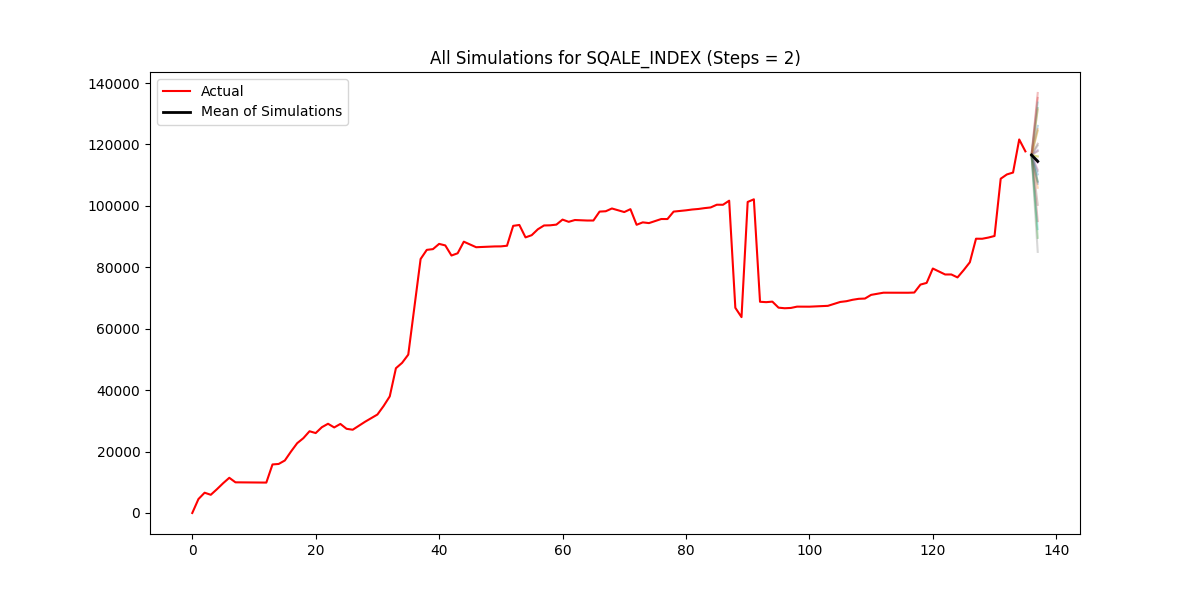 All Simulations for SQALE_INDEX (Steps = 2)
Actual
Mean of Simulations
140000
120000
100000
80000
60000
40000
20000
0
0 20 40 60 80 100 120 140